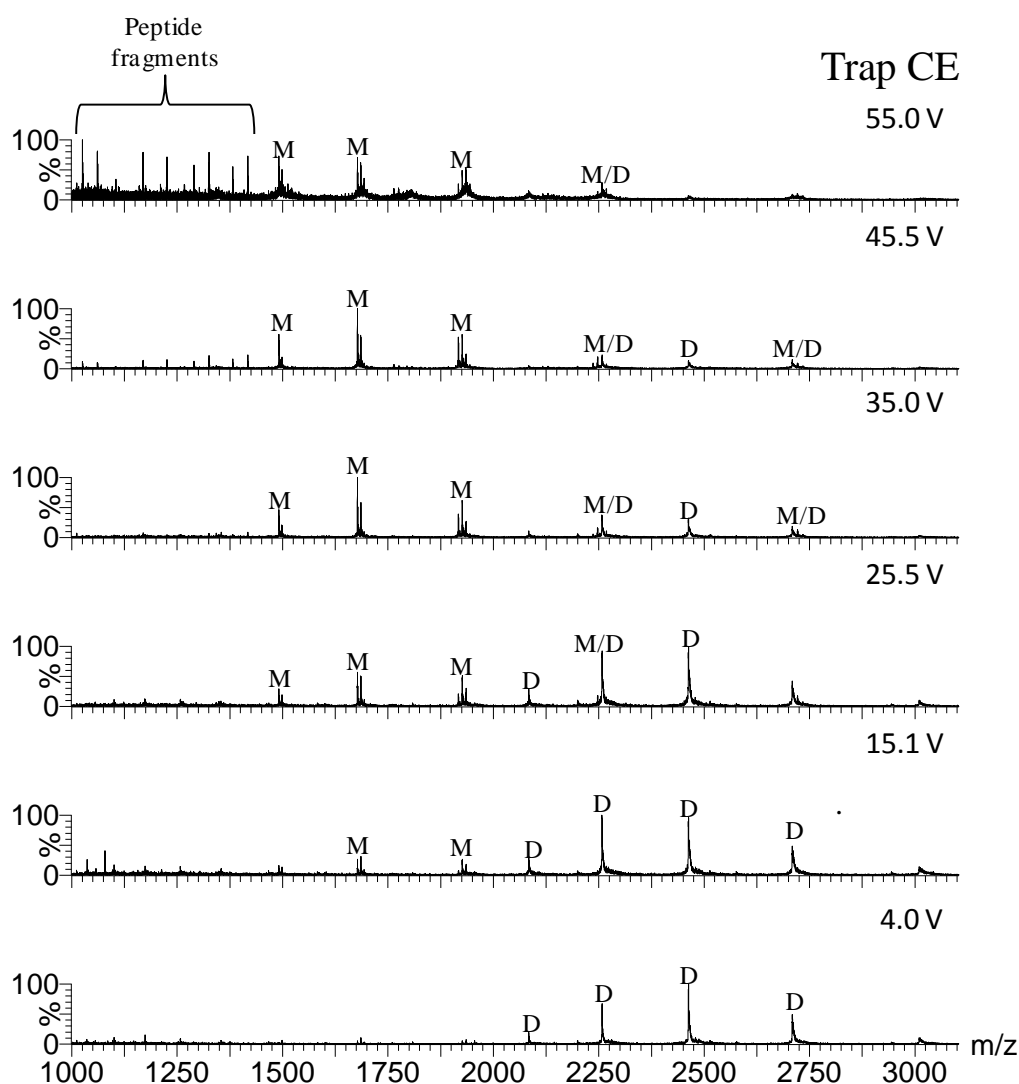 Peptide
fragments
Trap CE
55.0 V
100
%
0
M
M
M
M/D
45.5 V
100
%
0
M
M
M
M/D
D
M/D
35.0 V
100
%
0
M
M
M
M/D
D
M/D
25.5 V
100
%
0
M
M
M
D
M/D
D
15.1 V
100
%
0
M
M
D
D
D
D
4.0 V
100
%
0
D
D
D
D
m/z
1000 1250 1500 1750 2000 2250 2500 2750 3000